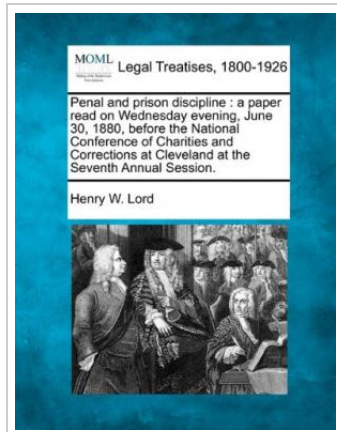 MOML
Legal Treatises, 1800-1926
Penal and prison discipline : a paper
read on Wednesday evening, June
30, 1880, before the National
Conference of Charities and
Corrections at Cleveland at the
Seventh Annual Session.
Henry W. Lord